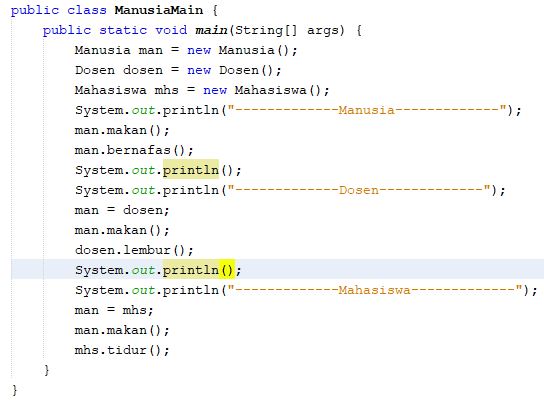 public class ManusiaMain {
    public static void main(String[] args) {
        Manusia man = new Manusia();
        Dosen dosen = new Dosen();
        Mahasiswa mhs = new Mahasiswa();
        System.out.println("-------------Manusia-------------");
        man.makan();
        man.bernafas();
        System.out.println();
        System.out.println("-------------Dosen-------------");
        man = dosen;
        man.makan();
        dosen.lembur();
        System.out.println();
        System.out.println("-------------Mahasiswa-------------");
        man = mhs;
        man.makan();
        mhs.tidur();
    }
}